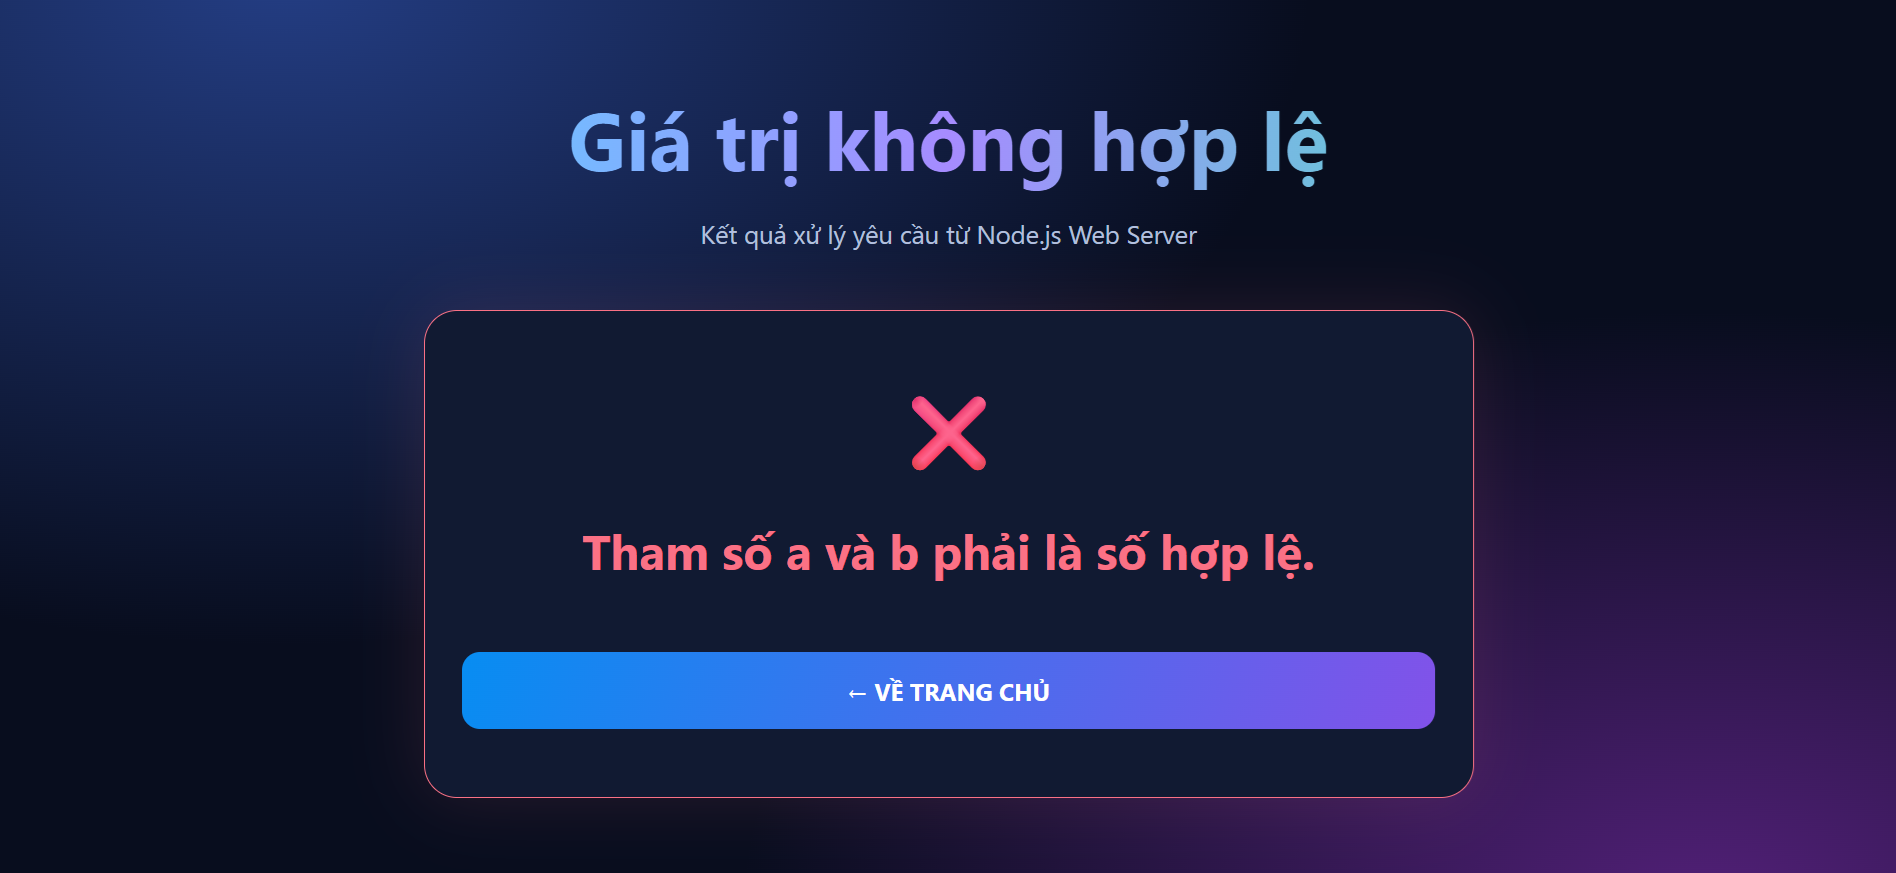 Giá trị không hợp lệ
Kết quả xử lý yêu cầu từ Node.js Web Server
Tham số a và b phải là số hợp lệ.
← VỀ TRANG CHỦ